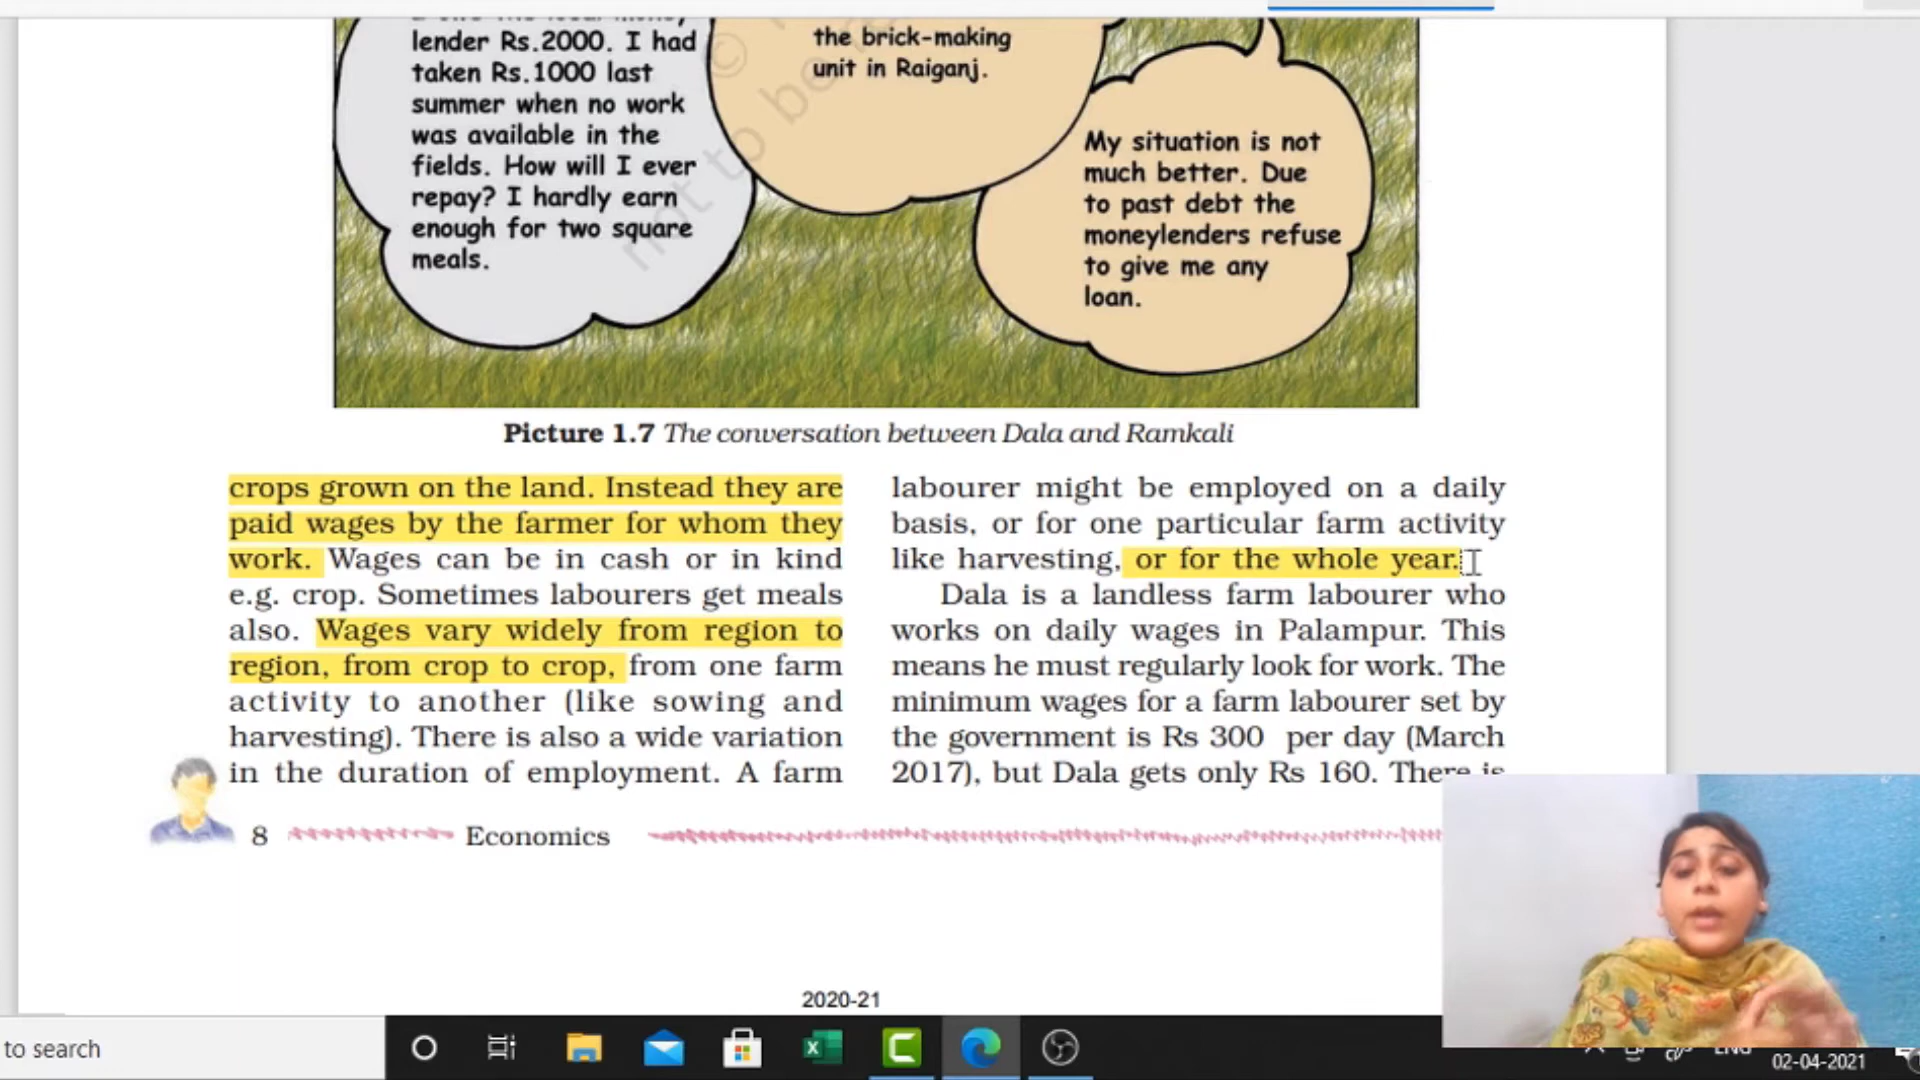 lender Rs.2000. I had
taken Rs.1000 last
summer when no work
was available in the
fields. How will I ever
repay? I hardly earn
enough for two square
meals.
the brick-making
unit in Raiganj.
My situation is not
much better. Due
to past debt the
moneylenders refuse
to give me any
loan.
©
not to be
Picture 1.7 The conversation between Dala and Ramkali
crops grown on the land. Instead they are
paid wages by the farmer for whom they
work. Wages can be in cash or in kind
e.g. crop. Sometimes labourers get meals
also. Wages vary widely from region to
region, from crop to crop, from one farm
activity to another (like sowing and
harvesting). There is also a wide variation
in the duration of employment. A farm
labourer might be employed on a daily
basis, or for one particular farm activity
like harvesting, or for the whole year.
Dala is a landless farm labourer who
works on daily wages in Palampur. This
means he must regularly look for work. The
minimum wages for a farm labourer set by
the government is Rs 300 per day (March
2017), but Dala gets only Rs 160. There is
8 Economics
2020-21
to search
ENG
02-04-2021